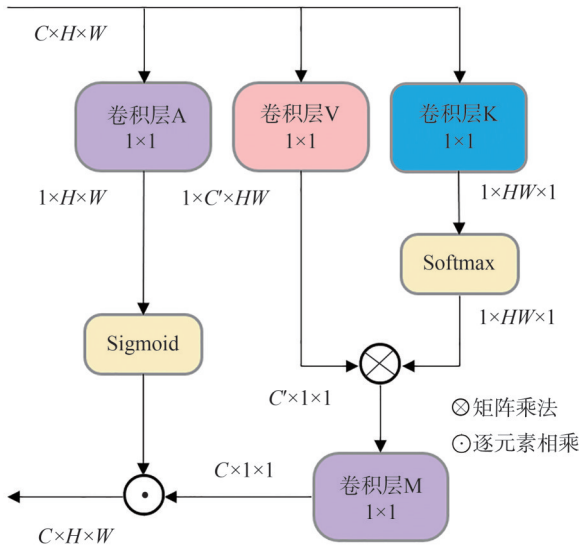 C×H×W
卷积层A
1×1
卷积层V
1×1
卷积层K
1×1
1×H×W
1×C′×HW
1×HW×1
Softmax
1×HW×1
Sigmoid
C′×1×1
⊗矩阵乘法
⊙逐元素相乘
C×1×1
卷积层M
1×1
C×H×W